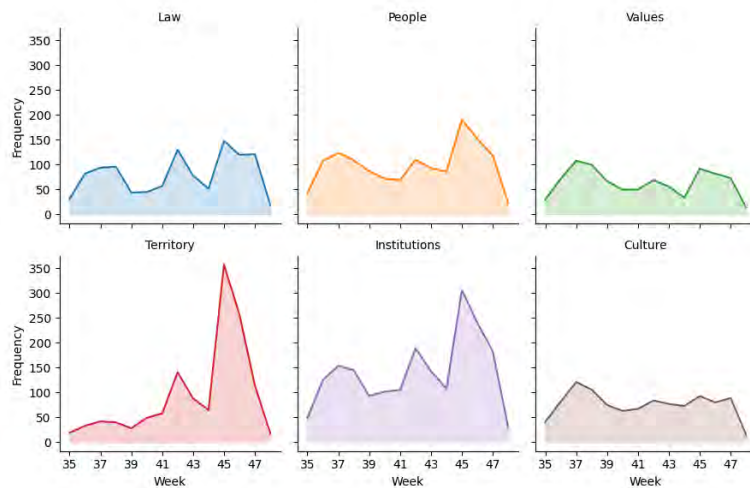 Law People Values
350
300
250
200
150
100
50
0
Frequency
Territory Institutions Culture
350
300
250
200
150
100
50
0
Frequency
35 37 39 41 43 45 47 35 37 39 41 43 45 47 35 37 39 41 43 45 47
Week Week Week